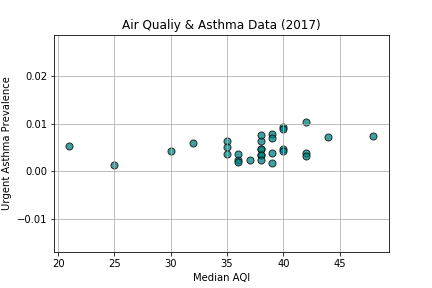 Air Qualiy & Asthma Data (2017)
Urgent Asthma Prevalence
0.02
0.01
0.00
−0.01
20 25 30 35 40 45
Median AQI